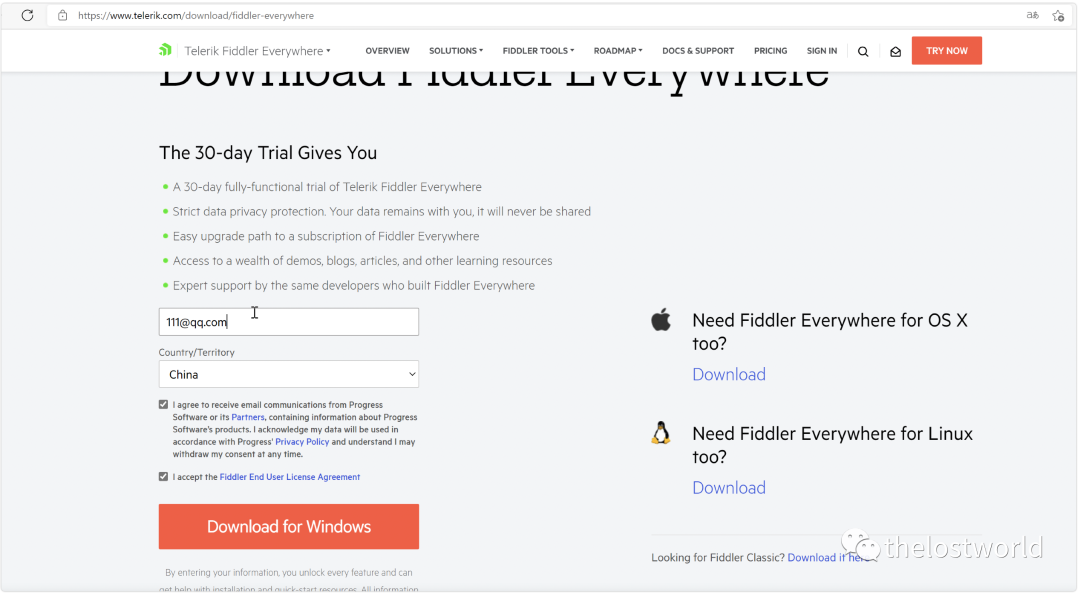 https://www.telerik.com/download/fiddler-everywhere
aあ
Telerik Fiddler Everywhere
OVERVIEW
SOLUTIONS
FIDDLER TOOLS
ROADMAP
DOCS & SUPPORT
PRICING
SIGN IN
TRY NOW
Download Fiddler Everywhere
The 30-day Trial Gives You
A 30-day fully-functional trial of Telerik Fiddler Everywhere
Strict data privacy protection. Your data remains with you, it will never be shared
Easy upgrade path to a subscription of Fiddler Everywhere
Access to a wealth of demos, blogs, articles, and other learning resources
Expert support by the same developers who built Fiddler Everywhere
111@qq.com
Country/Territory
China
I agree to receive email communications from Progress
Software or its Partners, containing information about Progress
Software's products. I acknowledge my data will be used in
accordance with Progress' Privacy Policy and understand I may
withdraw my consent at any time.
I accept the Fiddler End User License Agreement
Download for Windows
By entering your information, you unlock every feature and can
get help with installation and quick-start resources. All information
Need Fiddler Everywhere for OS X
too?
Download
Need Fiddler Everywhere for Linux
too?
Download
Looking for Fiddler Classic? Download it here
thelostworld